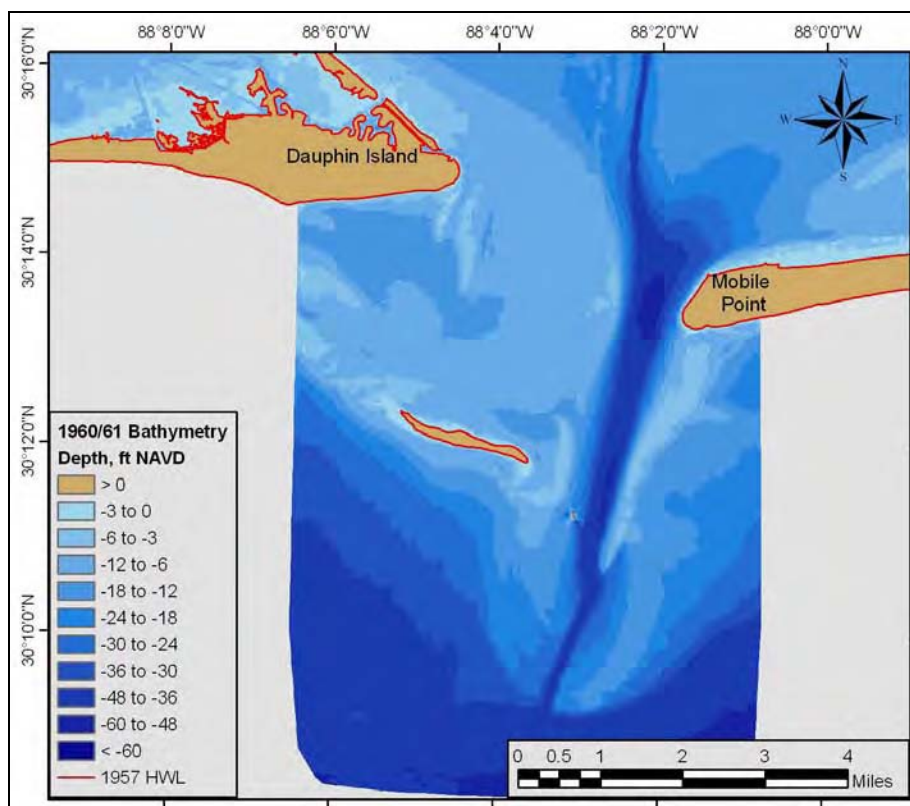 88°8'0"W 88°6'0"W 88°4'0"W 88°2'0"W 88°0'0"W
30°16'0"N
30°14'0"N
30°12'0"N
30°10'0"N
N
W E
S
Dauphin Island
Mobile
Point
1960/61 Bathymetry
Depth, ft NAVD
> 0
-3 to 0
-6 to -3
-12 to -6
-18 to -12
-24 to -18
-30 to -24
-36 to -30
-48 to -36
-60 to -48
< -60
1957 HWL
0 0.5 1 2 3 4
Miles